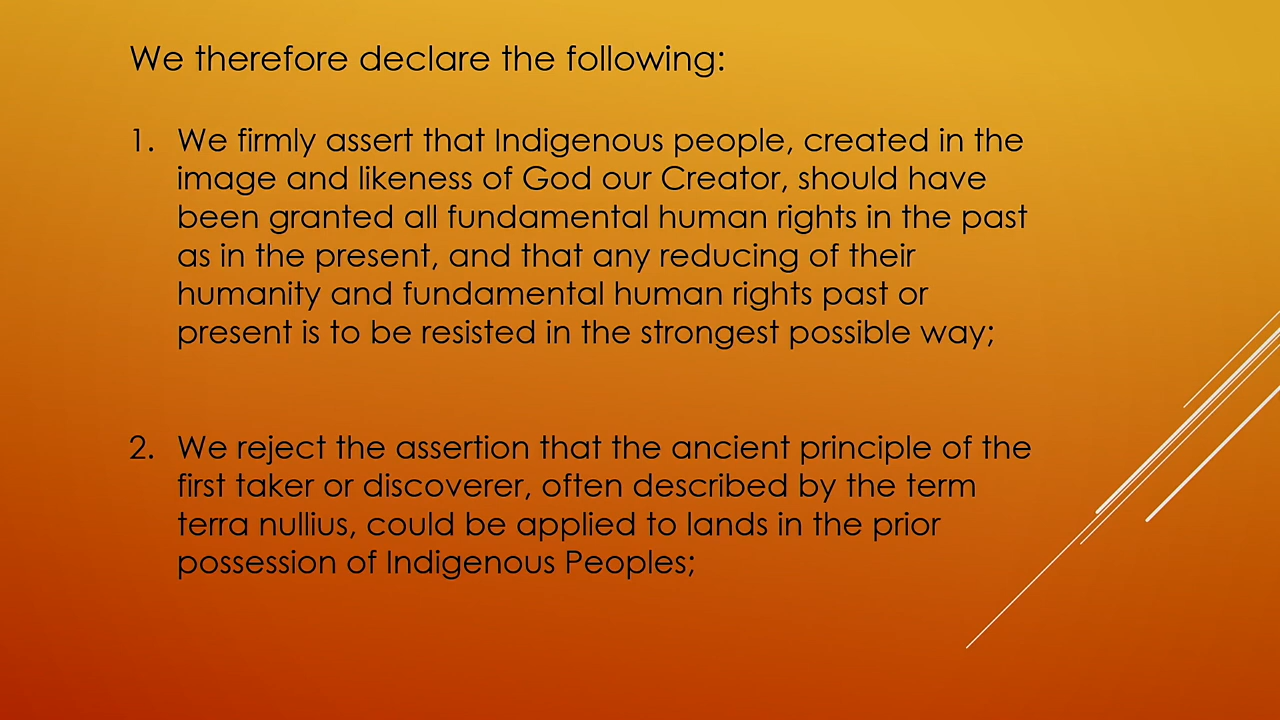 We therefore declare the following:
1. We firmly assert that Indigenous people, created in the
image and likeness of God our Creator, should have
been granted all fundamental human rights in the past
as in the present, and that any reducing of their
humanity and fundamental human rights past or
present is to be resisted in the strongest possible way;
2. We reject the assertion that the ancient principle of the
first taker or discoverer, often described by the term
terra nullius, could be applied to lands in the prior
possession of Indigenous Peoples;